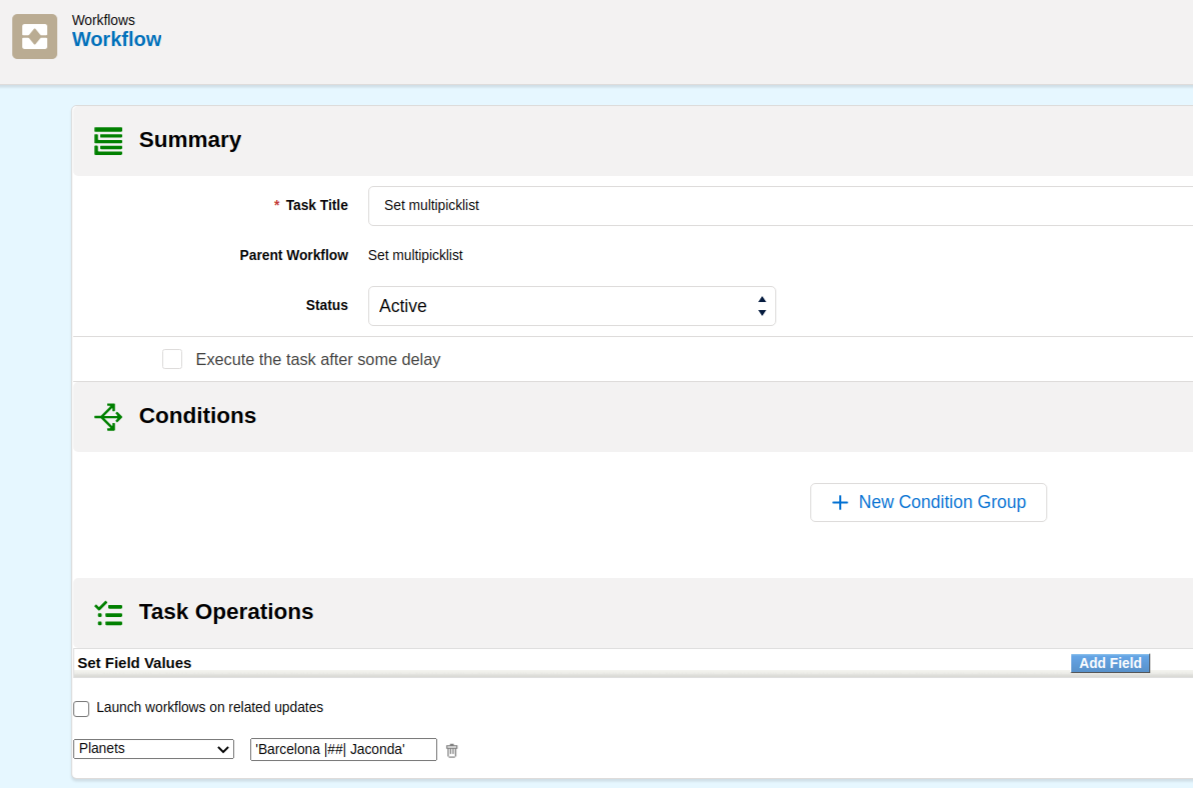 Workflows
Workflow
Summary
* Task Title Set multipicklist
Parent Workflow Set multipicklist
Status Active
Execute the task after some delay
Conditions
New Condition Group
Task Operations
Set Field Values Add Field
Launch workflows on related updates
Planets 'Barcelona |##| Jaconda'